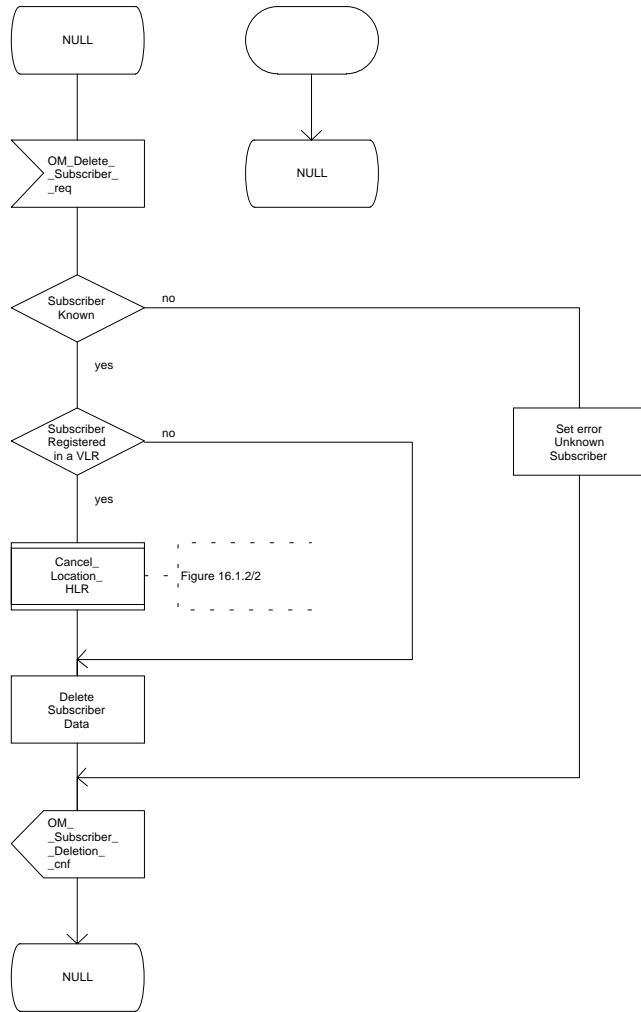 NULL
OM_Delete_
_Subscriber_
_req
NULL
Subscriber
Known
no
yes
Subscriber
Registered
in a VLR
no
Set error
Unknown
Subscriber
yes
Cancel_
Location_
HLR
Figure 16.1.2/2
Delete
Subscriber
Data
OM_
_Subscriber_
_Deletion_
_cnf
NULL